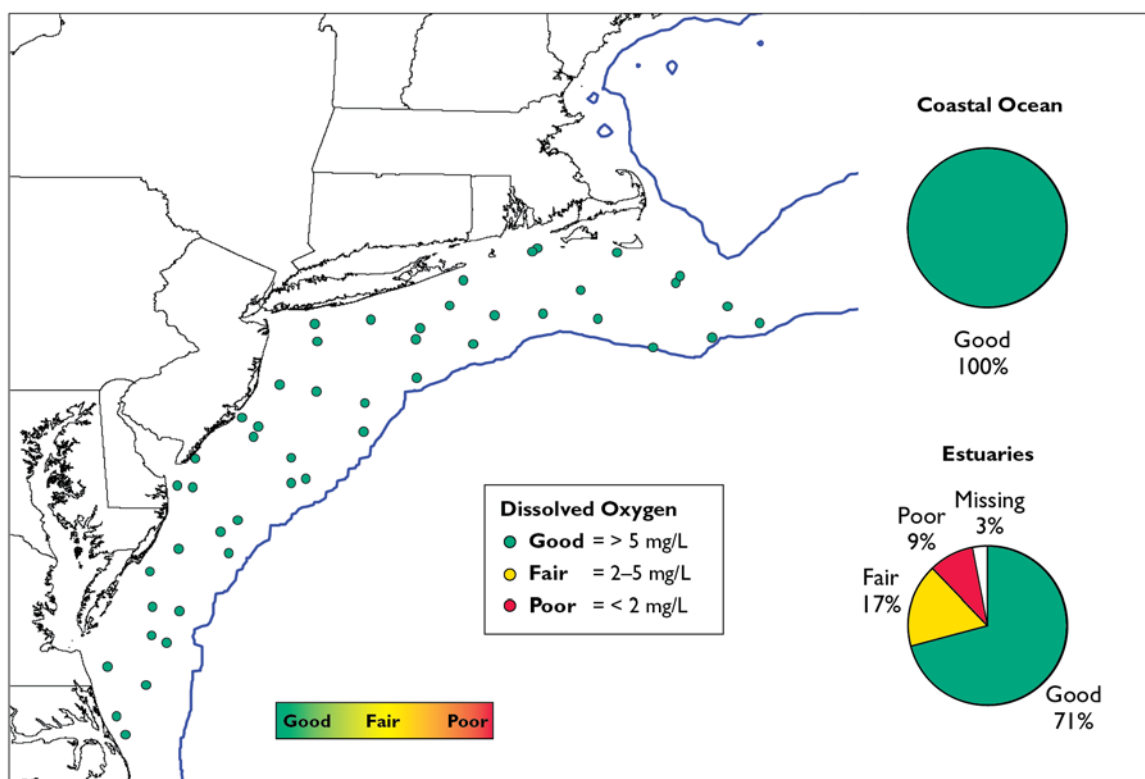 Coastal Ocean
Good
100%
Estuaries
Missing
3%
Poor
9%
Fair
17%
Good
71%
Dissolved Oxygen
Good = > 5 mg/L
Fair = 2–5 mg/L
Poor = < 2 mg/L
Good Fair Poor